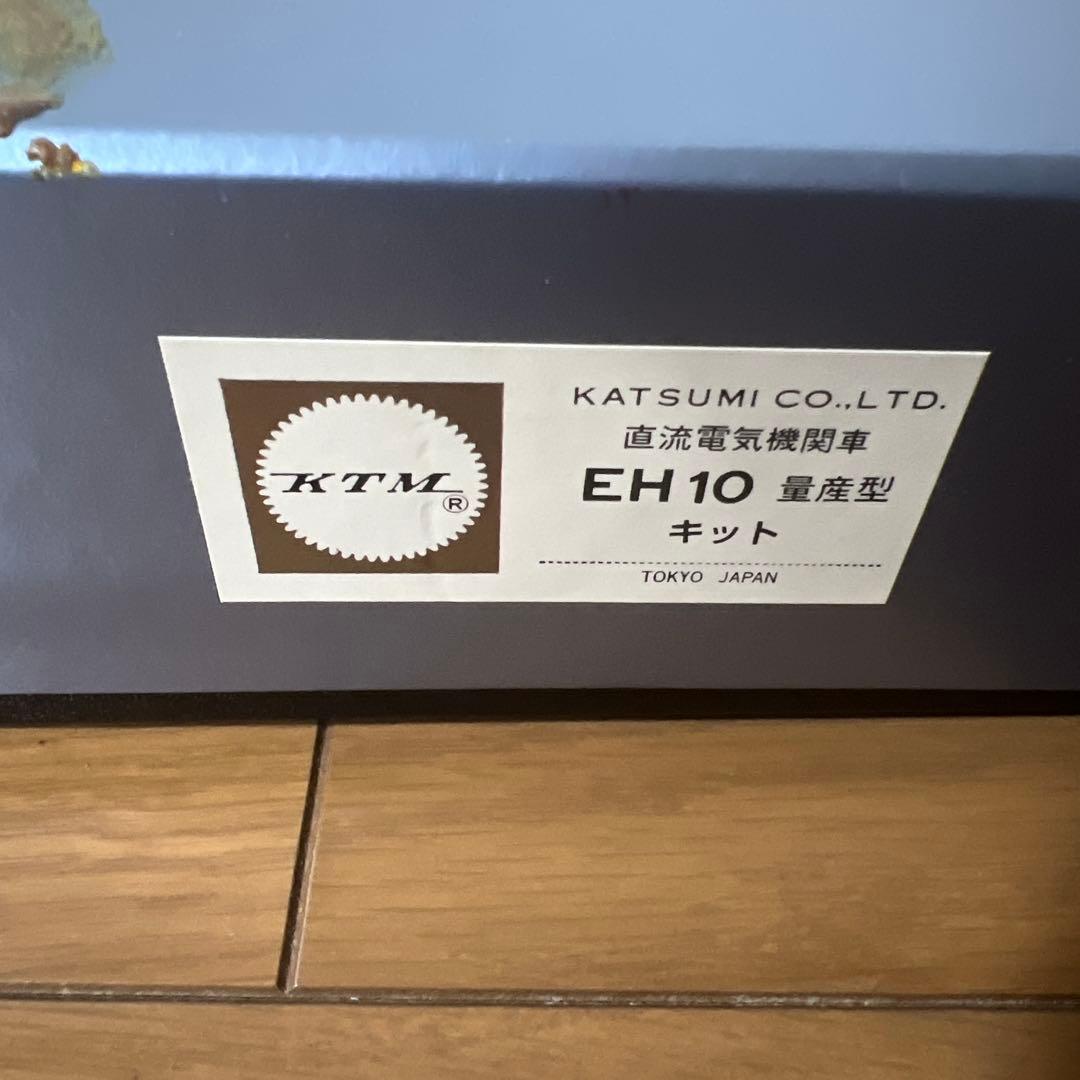 KTM®
KATSUMI CO.,LTD.
直流電気機関車
EH10 量産型
キット
TOKYO JAPAN